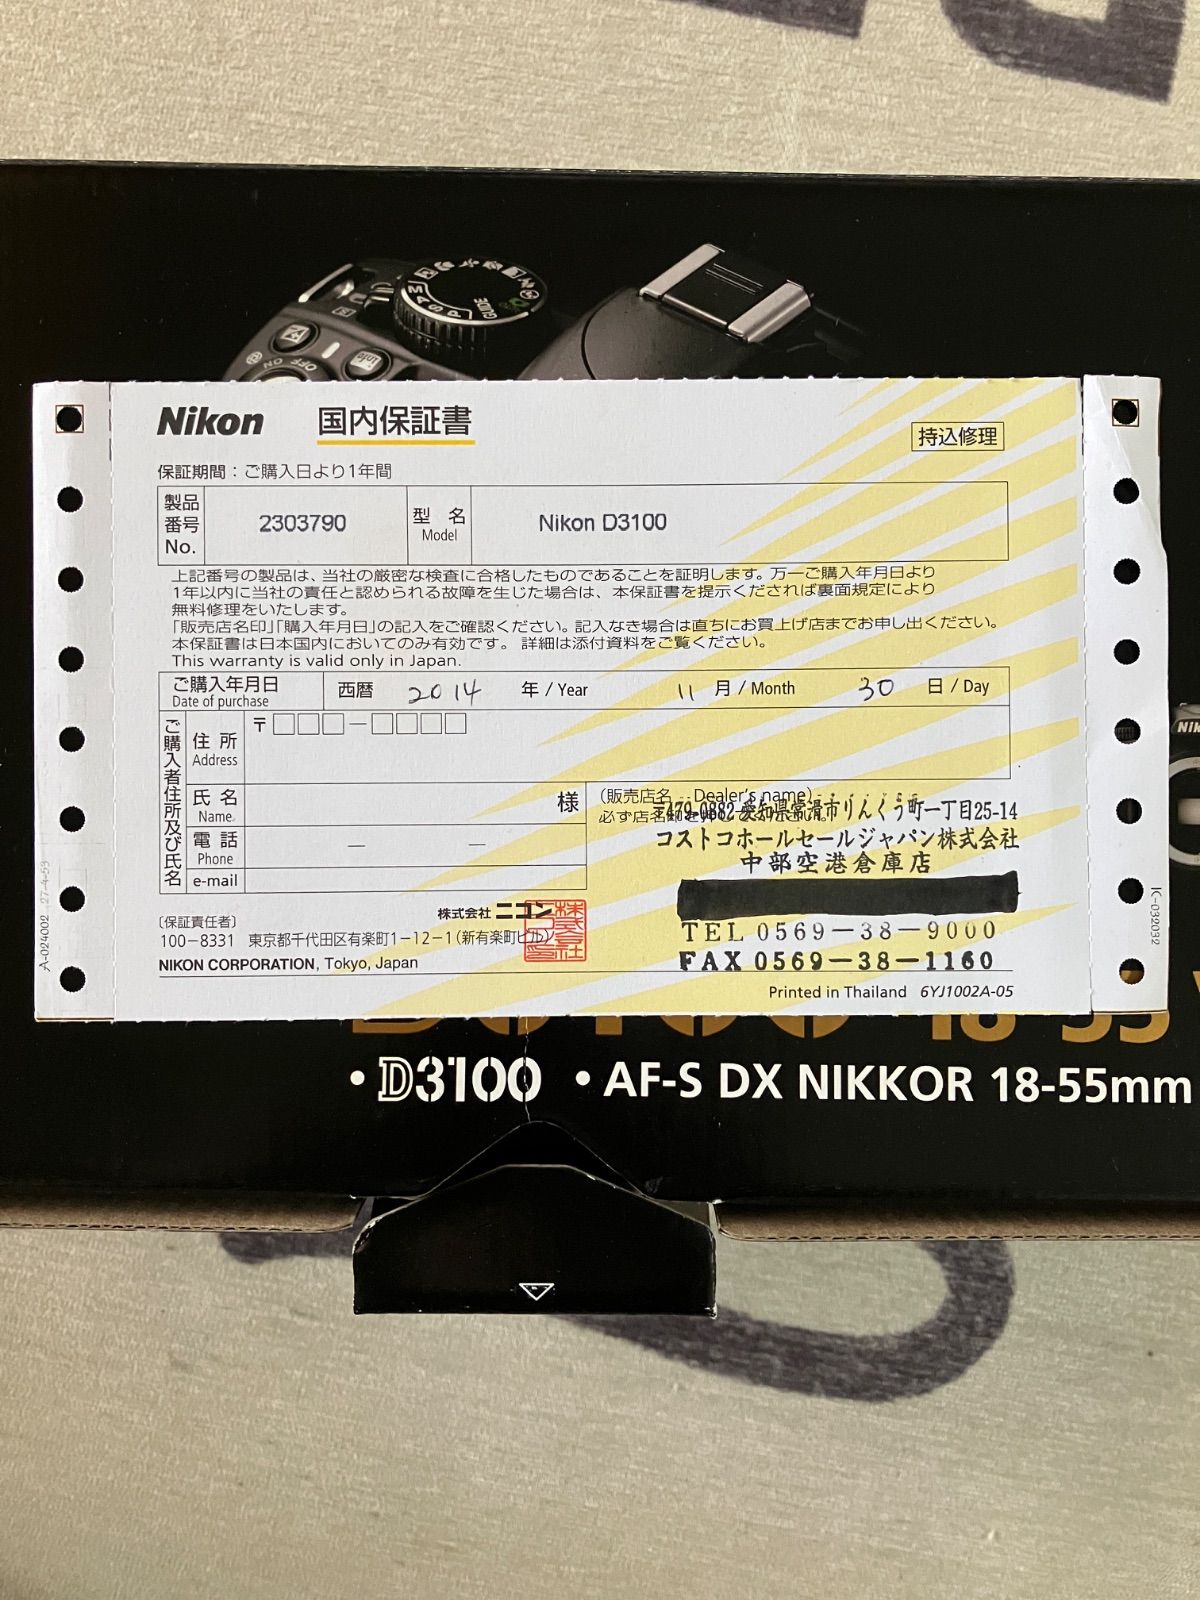 Nikon 国内保証書
持込修理
保証期間：ご購入日より1年間
製品番号 No. 2303790 型名 Model Nikon D3100
上記番号の製品は、当社の厳密な検査に合格したものであることを証明します。万一ご購入年月日より
1年以内に当社の責任と認められる故障を生じた場合は、本保証書を提示くだされば裏面規定により
無料修理をいたします。
「販売店名印」「購入年月日」の記入をご確認ください。記入なき場合は直ちにお買上げ店までお申し出ください。
本保証書は日本国内においてのみ有効です。詳細は添付資料をご覧ください。
This warranty is valid only in Japan.
ご購入年月日 西暦 2014 年/Year 11 月/Month 30 日/Day
Date of purchase
ご購入者住所及び氏名
住所 〒□□□-□□□□
Address
氏名 様
Name
電話 — —
Phone
e-mail
(販売店名 Dealer's name)
〒479-0882 愛知県常滑市りんくう町一丁目25-14
コストコホールセールジャパン株式会社
中部空港倉庫店
TEL 0569-38-9000
FAX 0569-38-1160
〔保証責任者〕 株式会社 ニコン
100-8331 東京都千代田区有楽町1-12-1(新有楽町ビル)
NIKON CORPORATION, Tokyo, Japan
Printed in Thailand 6YJ1002A-05
A-024002 27-4-53
IC-032032
• D3100 • AF-S DX NIKKOR 18-55mm
GUIDE
OFF ON
info